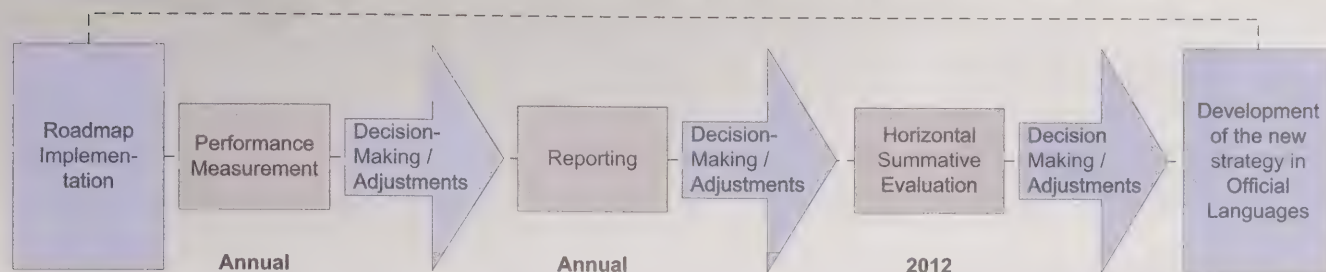 Roadmap
Implemen-
tation
Performance
Measurement
Decision-
Making /
Adjustments
Reporting
Decision-
Making /
Adjustments
Horizontal
Summative
Evaluation
Decision
Making /
Adjustments
Development
of the new
strategy in
Official
Languages
Annual
Annual
2012